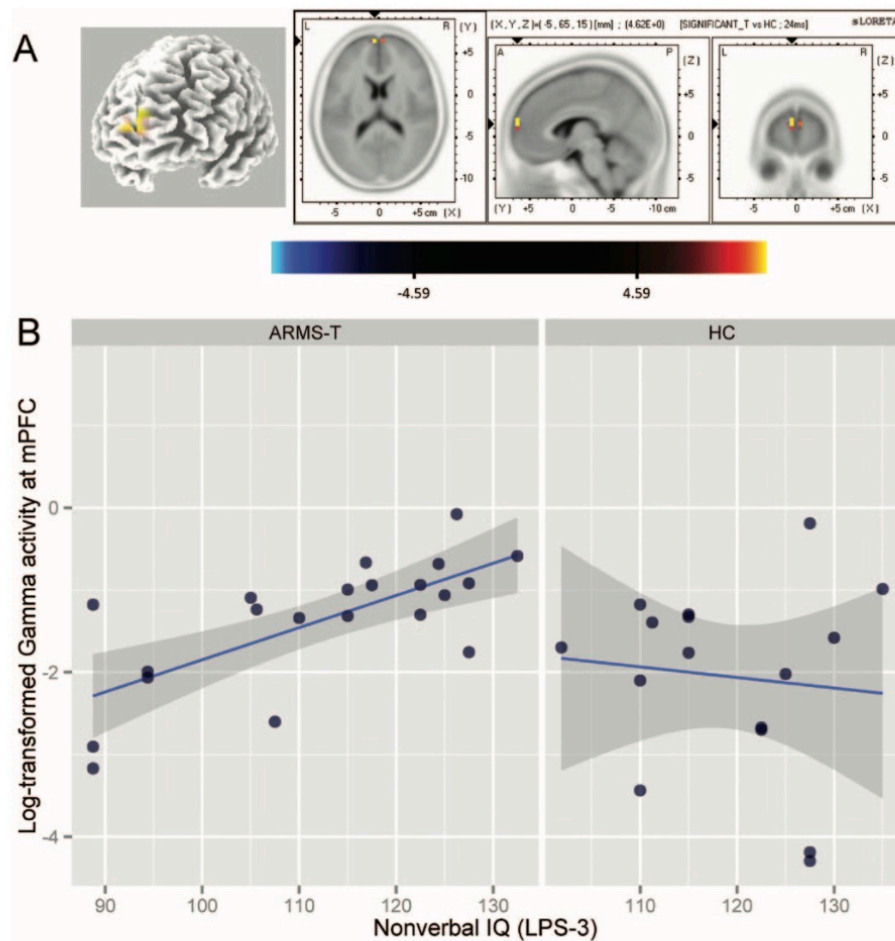 A
L R (Y)
(X,Y,Z)=(-5,65,15)[mm] ; (4.62E+0) [SIGNIFICANT_T vs HC; 24ms] ⊗LORETA
A P (Z)
L R (Z)
+5
0
-5
-10
+5
0
-5
+5
0
-5
-5 0 +5 cm (X)
(Y) +5 0 -5 -10 cm
-5 0 +5 cm (X)
-4.59 4.59
B
ARMS-T HC
Log-transformed Gamma activity at mPFC
0
-2
-4
90 100 110 120 130 110 120 130
Nonverbal IQ (LPS-3)